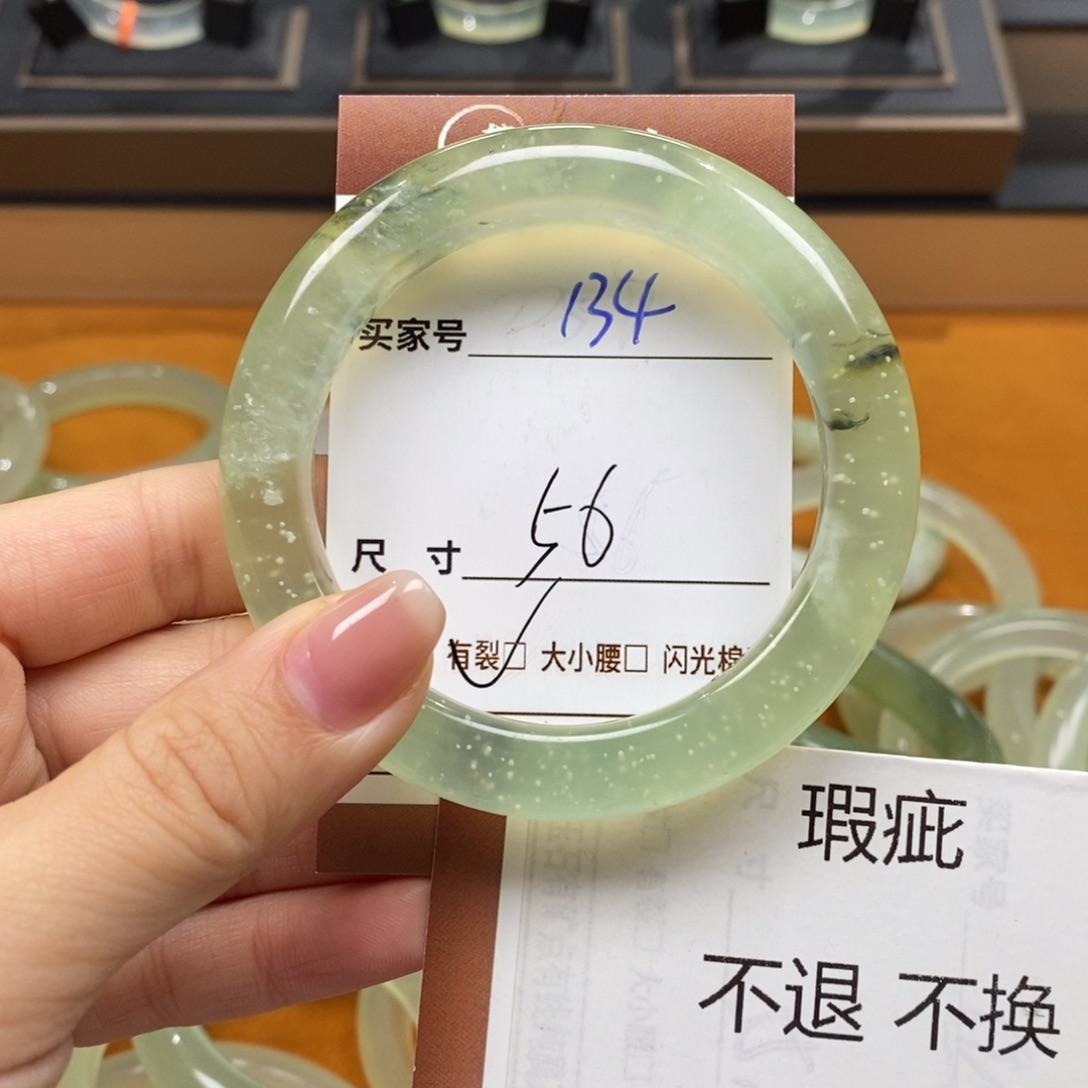 买家号 134
尺 寸 56
有裂□ 大小腰□ 闪光棉
瑕疵
不退 不换